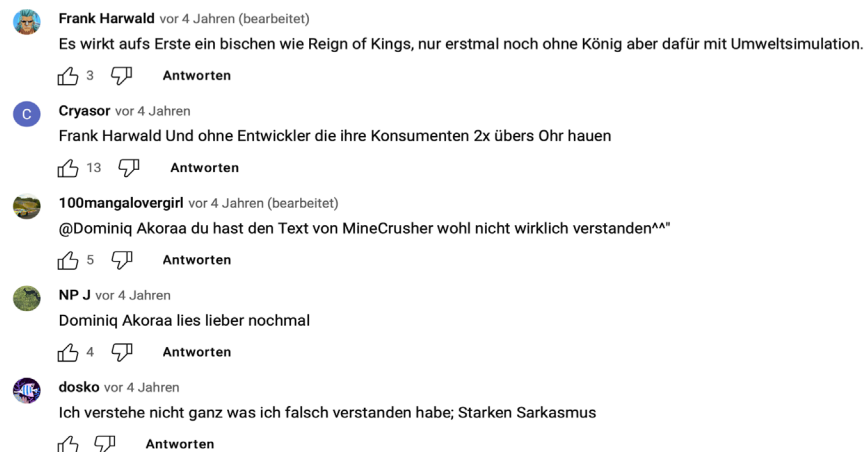 Frank Harwald vor 4 Jahren (bearbeitet)
Es wirkt aufs Erste ein bischen wie Reign of Kings, nur erstmal noch ohne König aber dafür mit Umweltsimulation.
3 Antworten
C
Cryasor vor 4 Jahren
Frank Harwald Und ohne Entwickler die ihre Konsumenten 2x übers Ohr hauen
13 Antworten
100mangalovergirl vor 4 Jahren (bearbeitet)
@Dominiq Akoraa du hast den Text von MineCrusher wohl nicht wirklich verstanden^^"
5 Antworten
NP J vor 4 Jahren
Dominiq Akoraa lies lieber nochmal
4 Antworten
dosko vor 4 Jahren
Ich verstehe nicht ganz was ich falsch verstanden habe; Starken Sarkasmus
Antworten